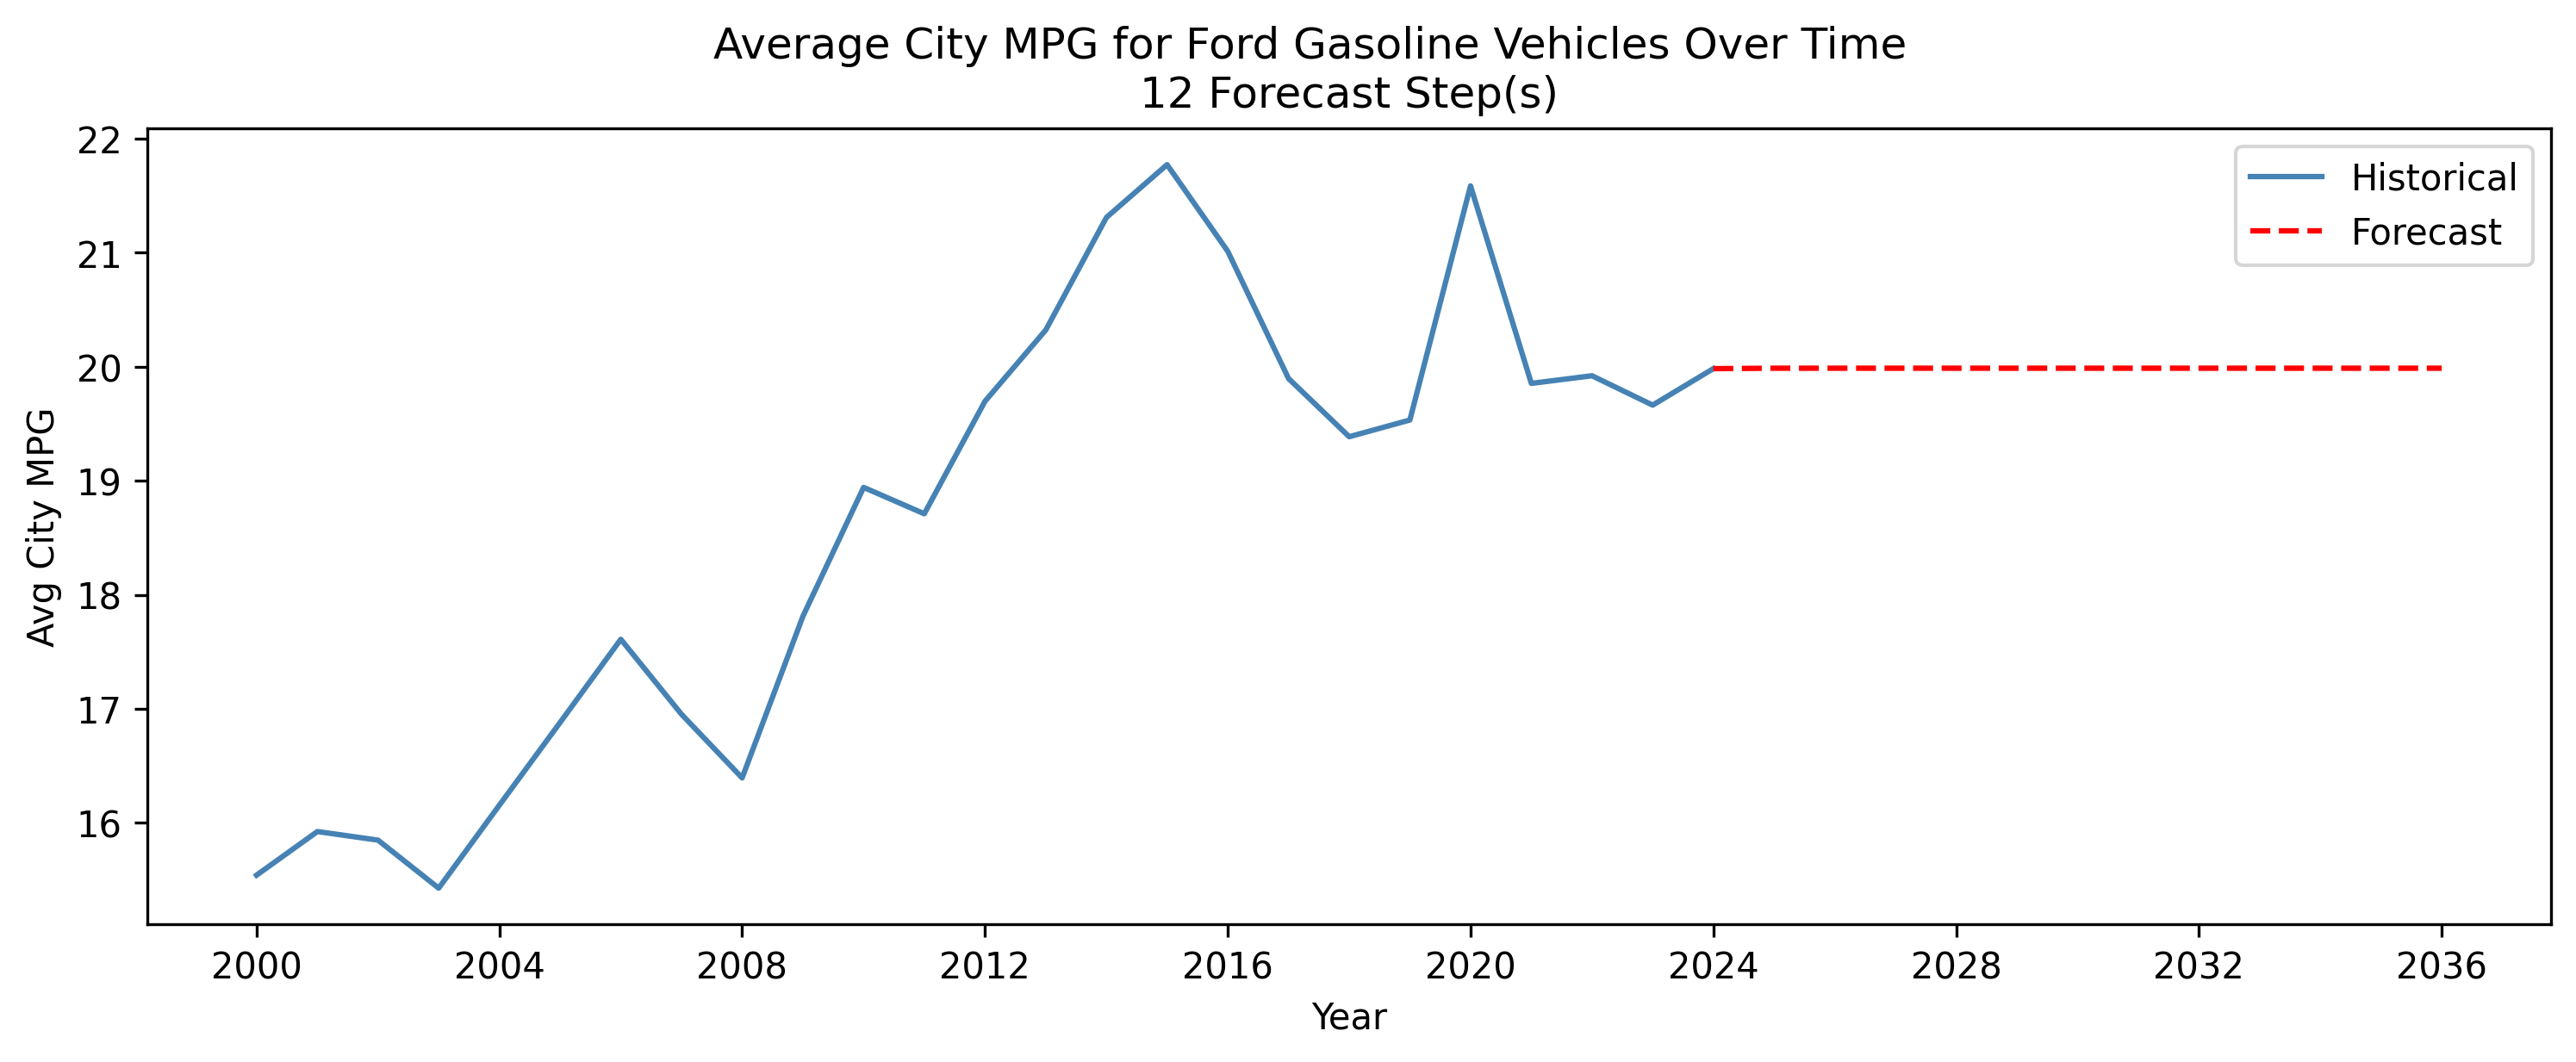 Average City MPG for Ford Gasoline Vehicles Over Time
12 Forecast Step(s)
22
21
20
19
18
17
16
Avg City MPG
Historical
Forecast
2000 2004 2008 2012 2016 2020 2024 2028 2032 2036
Year